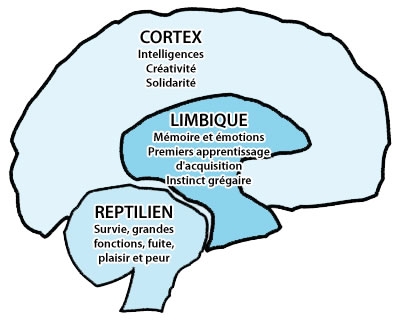 CORTEX
Intelligences
Créativité
Solidarité
LIMBIQUE
Mémoire et émotions
Premiers apprentissage
d'acquisition
Instinct grégaire
REPTILIEN
Survie, grandes
fonctions, fuite,
plaisir et peur